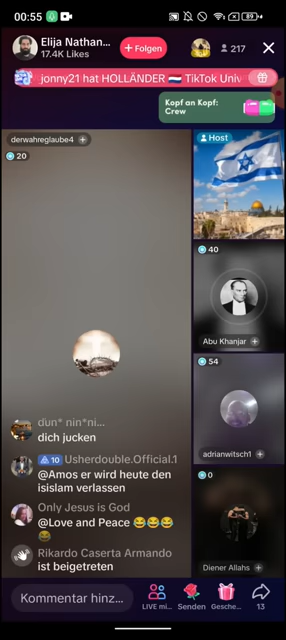 00:55
89
Elija Nathan...
17.4K Likes
+ Folgen
217
jonny21 hat HOLLÄNDER 🇳🇱 TikTok Univ
Kopf an Kopf:
Crew
derwahreglaube4 +
20
Host
40
Abu Khanjar +
54
adrianwitsch1 +
0
Diener Allahs +
dich jucken
10 Usherdouble.Official.1
@Amos er wird heute den
isislam verlassen
Only Jesus is God
@Love and Peace 😂😂😂
😂
Rikardo Caserta Armando
ist beigetreten
Kommentar hinz...
LIVE mi...
Senden
Gesche...
13